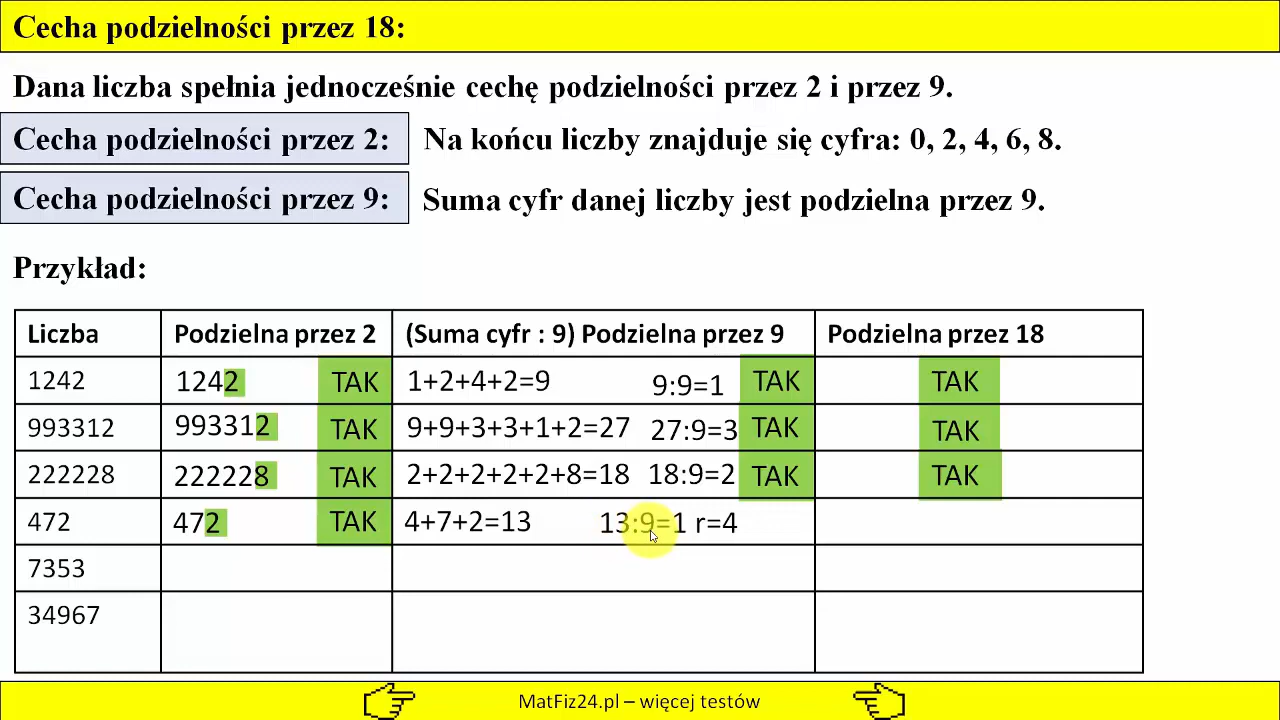 Cecha podzielności przez 18:
Dana liczba spełnia jednocześnie cechę podzielności przez 2 i przez 9.
Cecha podzielności przez 2: Na końcu liczby znajduje się cyfra: 0, 2, 4, 6, 8.
Cecha podzielności przez 9: Suma cyfr danej liczby jest podzielna przez 9.
Przykład:
Liczba Podzielna przez 2 (Suma cyfr : 9) Podzielna przez 9 Podzielna przez 18
1242 1242 TAK 1+2+4+2=9 9:9=1 TAK TAK
993312 993312 TAK 9+9+3+3+1+2=27 27:9=3 TAK TAK
222228 222228 TAK 2+2+2+2+2+8=18 18:9=2 TAK TAK
472 472 TAK 4+7+2=13 13:9=1 r=4
7353
34967
MatFiz24.pl – więcej testów